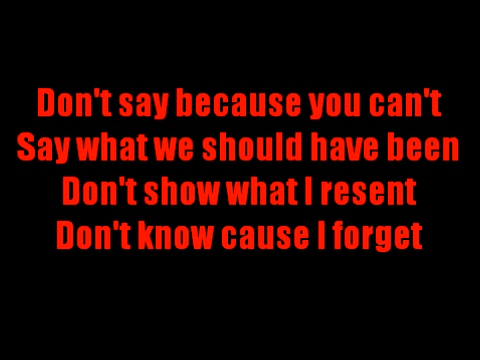 Don't say because you can't
Say what we should have been
Don't show what I resent
Don't know cause I forget